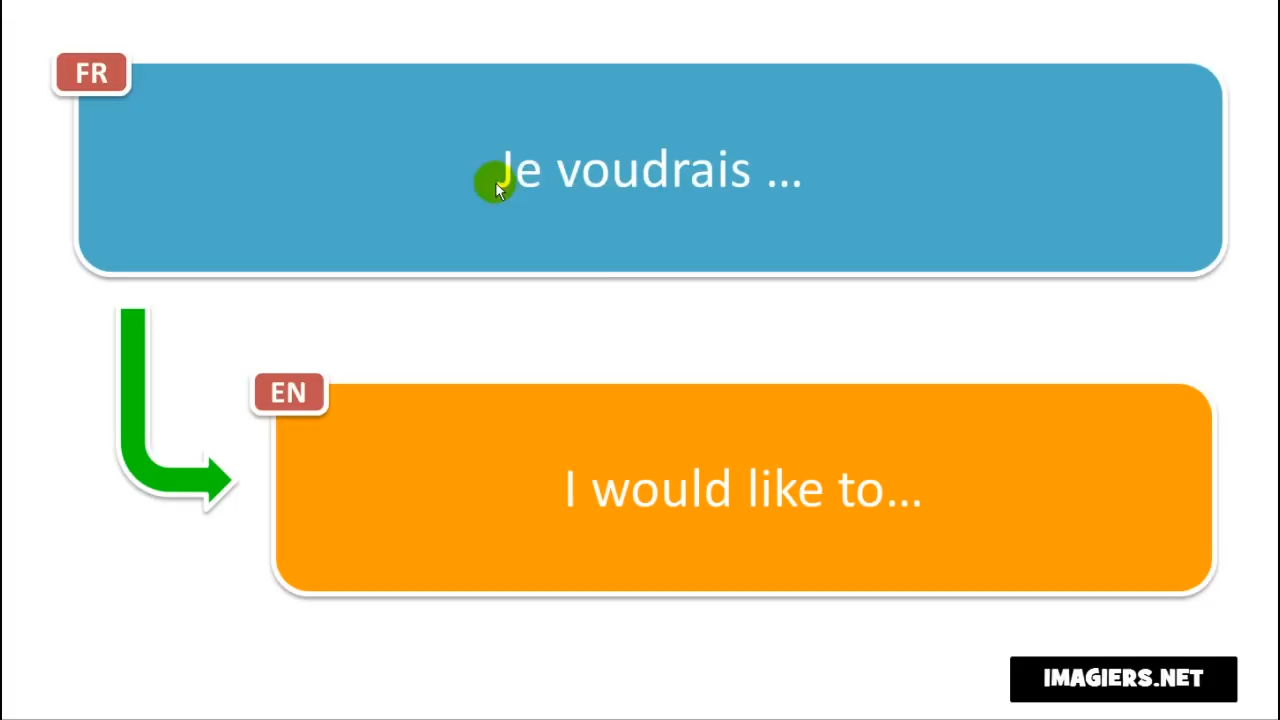 FR
Je voudrais ...
EN
I would like to...
IMAGIERS.NET